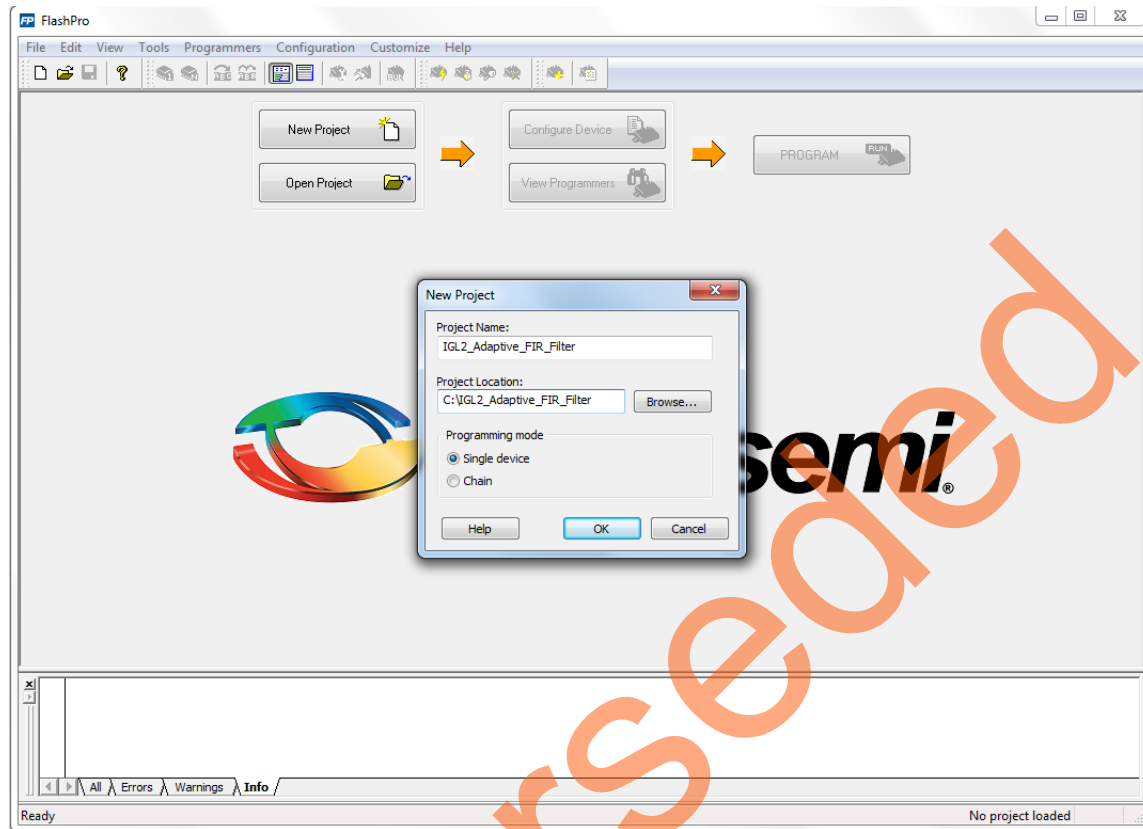 FP FlashPro
File Edit View Tools Programmers Configuration Customize Help
New Project
Open Project
Configure Device
View Programmers
PROGRAM
RUN
New Project
Project Name:
IGL2_Adaptive_FIR_Filter
Project Location:
C:\IGL2_Adaptive_FIR_Filter
Browse...
Programming mode
Single device
Chain
Help OK Cancel
semi®
rseded
All Errors Warnings Info
Ready No project loaded